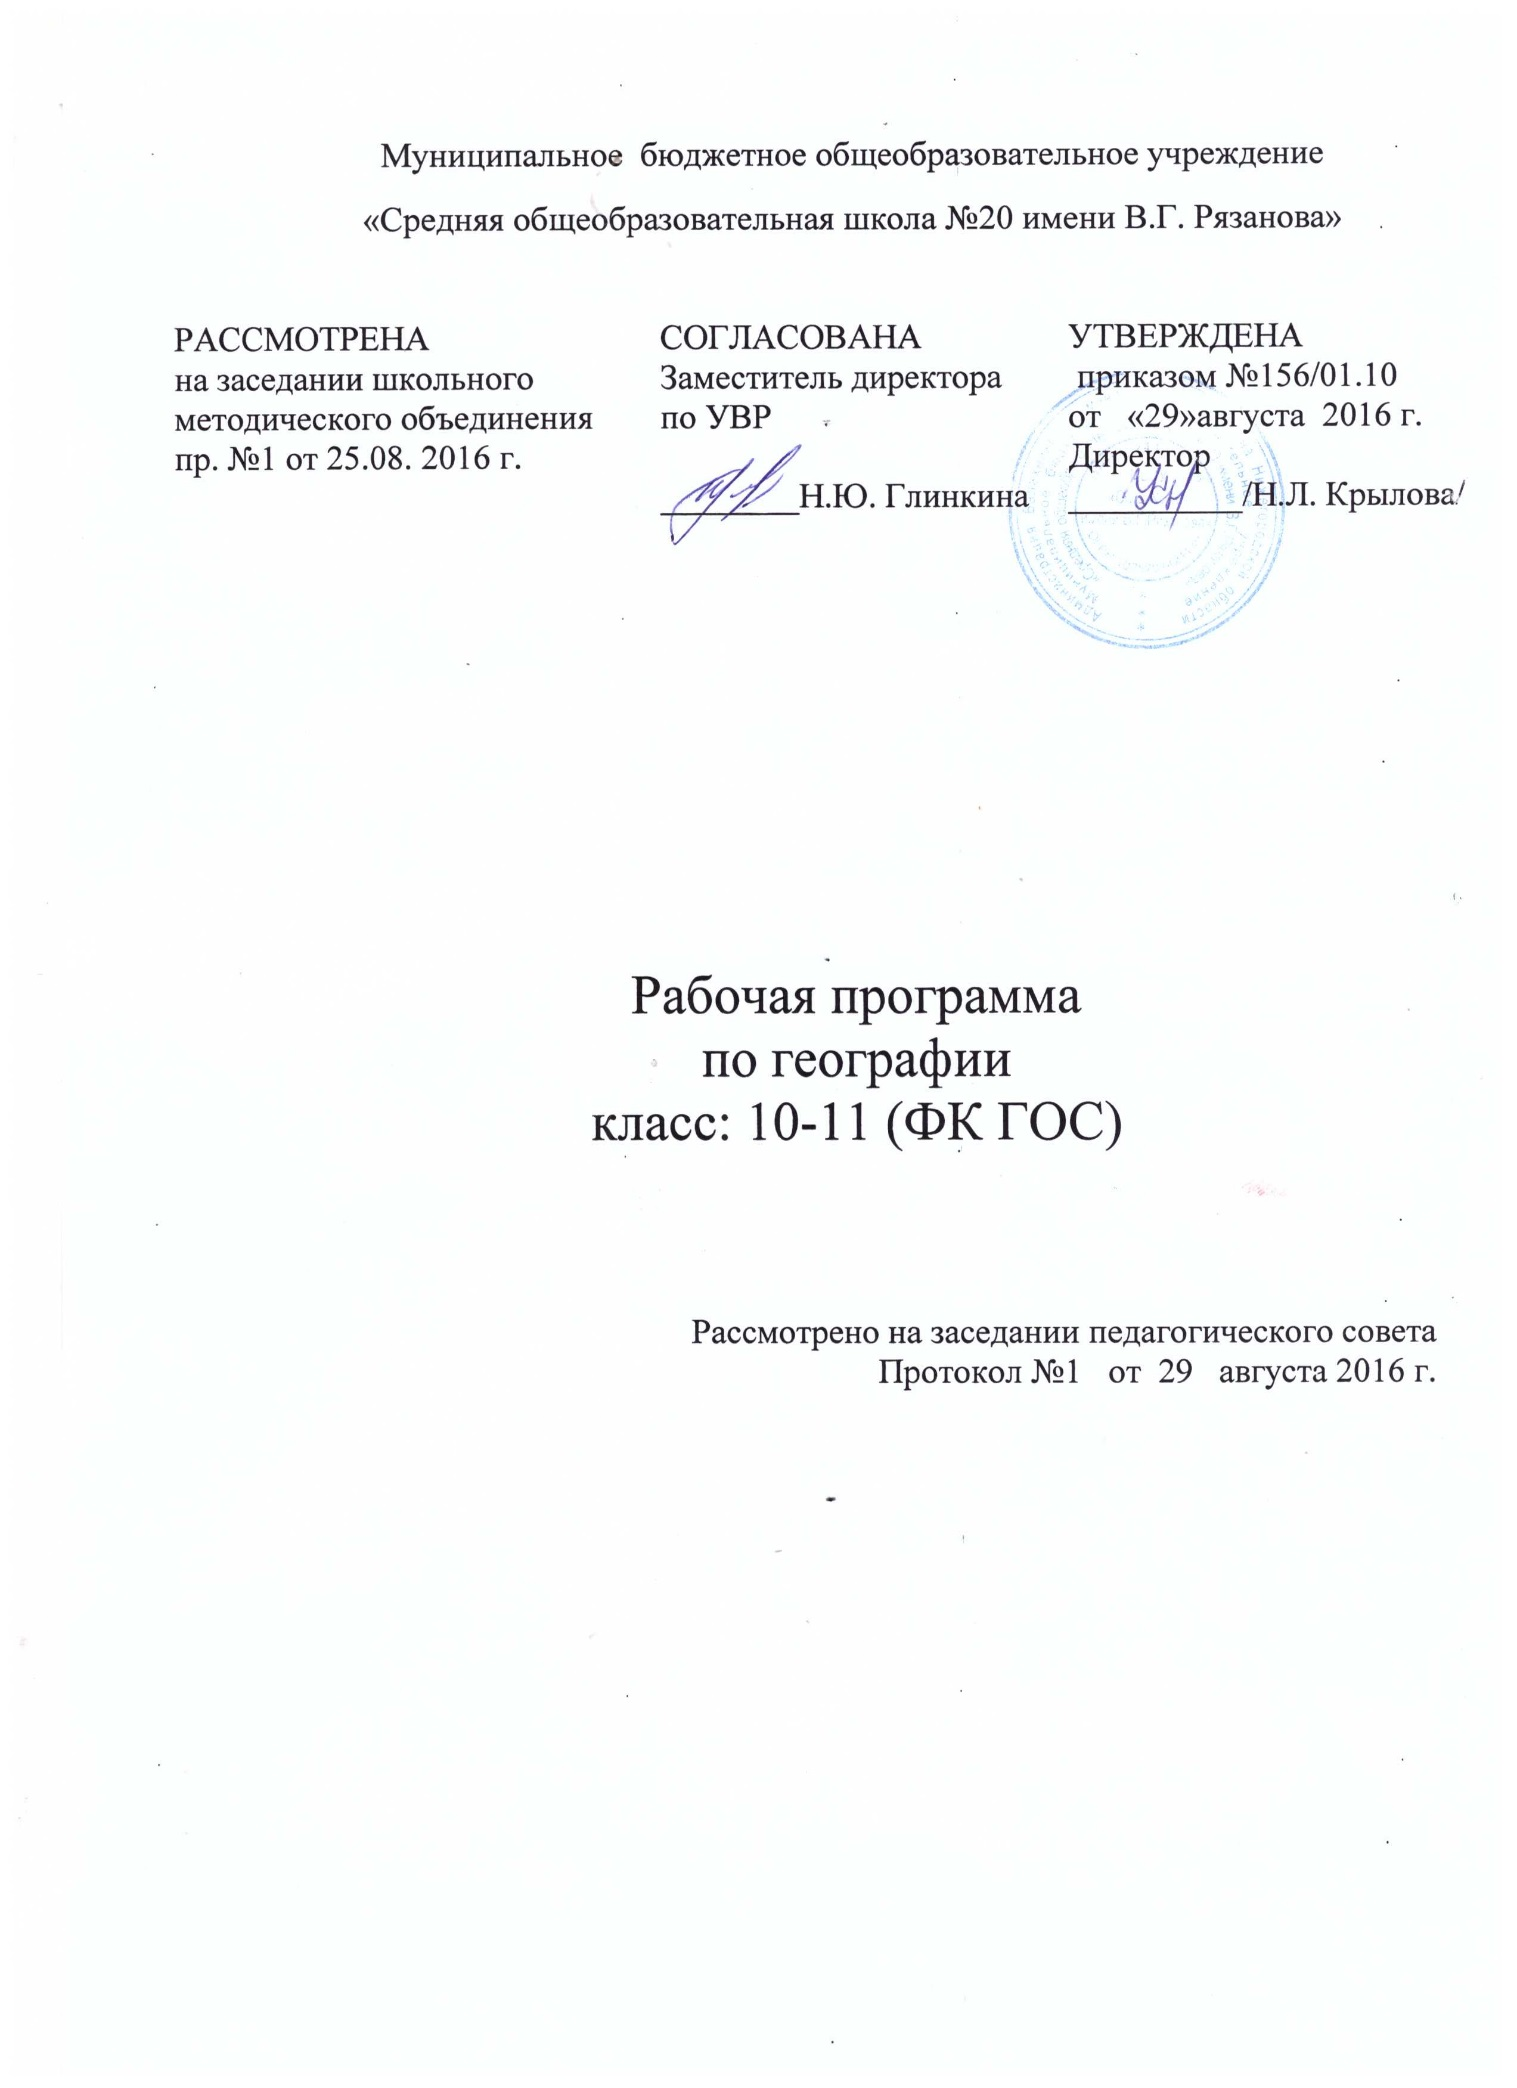 Муниципальное бюджетное общеобразовательное учреждение
«Средняя общеобразовательная школа №20 имени В.Г. Рязанова»
РАССМОТРЕНА
на заседании школьного
методического объединения
пр. №1 от 25.08. 2016 г.
СОГЛАСОВАНА
Заместитель директора
по УВР
__________Н.Ю. Глинкина
УТВЕРЖДЕНА
приказом №156/01.10
от «29»августа 2016 г.
Директор
____________/Н.Л. Крылова/
Рабочая программа
по географии
класс: 10-11 (ФК ГОС)
Рассмотрено на заседании педагогического совета
Протокол №1 от 29 августа 2016 г.